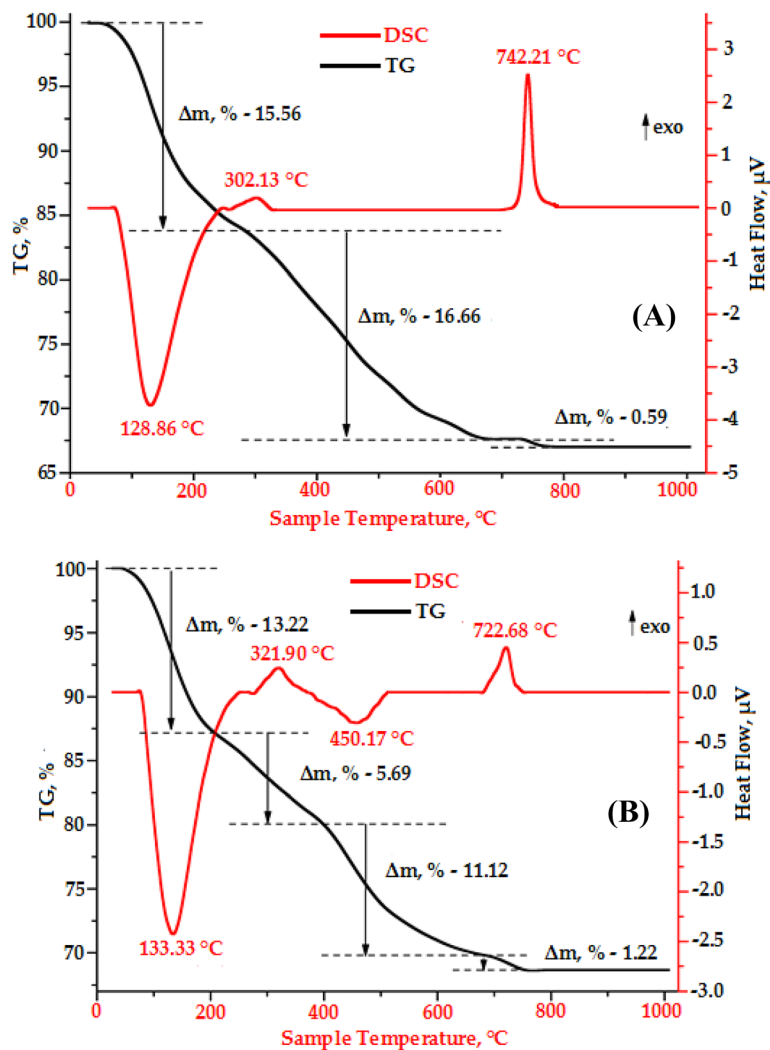 DSC
TG
742.21 °C
exo
Δm, % - 15.56
302.13 °C
Δm, % - 16.66
(A)
128.86 °C
Δm, % - 0.59
100
95
90
85
80
75
70
65
TG, %
3
2
1
0
-1
-2
-3
-4
-5
Heat Flow, μV
0 200 400 600 800 1000
Sample Temperature, °C
DSC
TG
722.68 °C
exo
Δm, % - 13.22
321.90 °C
450.17 °C
Δm, % - 5.69
(B)
Δm, % - 11.12
133.33 °C
Δm, % - 1.22
100
95
90
85
80
75
70
TG, %
1.0
0.5
0.0
-0.5
-1.0
-1.5
-2.0
-2.5
-3.0
Heat Flow, μV
0 200 400 600 800 1000
Sample Temperature, °C